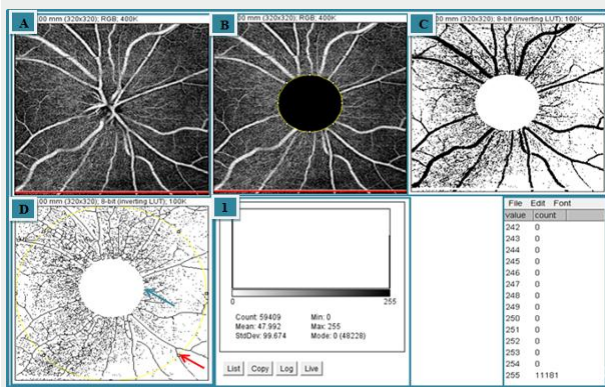 A
00 mm (320x320); RGB; 400K
B
00 mm (320x320); RGB; 400K
C
00 mm (320x320); 8-bit (inverting LUT); 100K
D
00 mm (320x320); 8-bit (inverting LUT); 100K
1
0 255
Count: 59409 Min: 0
Mean: 47.992 Max: 255
StdDev: 99.674 Mode: 0 (48228)
List Copy Log Live
File Edit Font
value count
242 0
243 0
244 0
245 0
246 0
247 0
248 0
249 0
250 0
251 0
252 0
253 0
254 0
255 11181